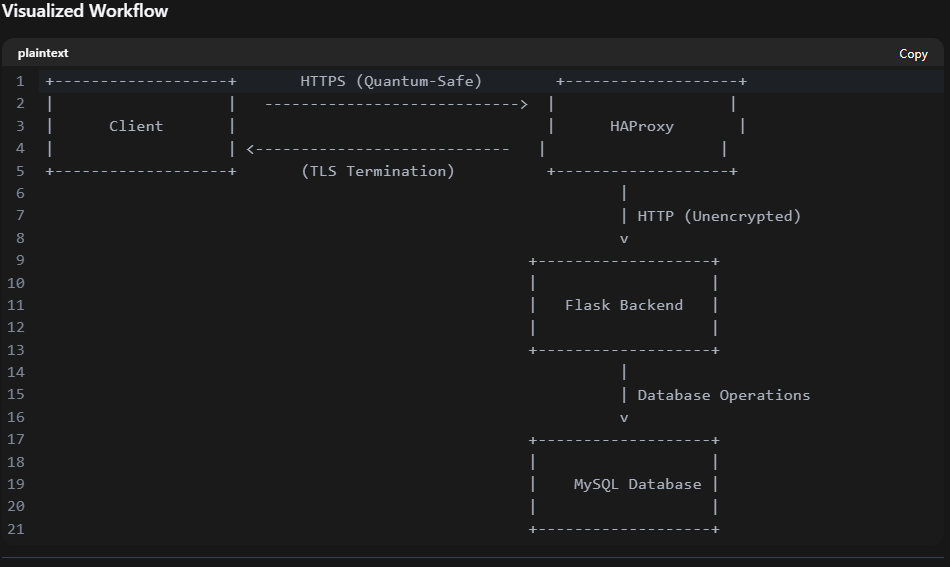 Visualized Workflow
plaintext Copy
1 +-------------------+       HTTPS (Quantum-Safe)        +-------------------+
2 |                   |   ---------------------------->  |                   |
3 |      Client       |                                  |      HAProxy       |
4 |                   | <----------------------------   |                   |
5 +-------------------+       (TLS Termination)          +-------------------+
6                                                                |
7                                                                | HTTP (Unencrypted)
8                                                                v
9                                                      +-------------------+
10                                                     |                   |
11                                                     |   Flask Backend   |
12                                                     |                   |
13                                                     +-------------------+
14                                                               |
15                                                               | Database Operations
16                                                               v
17                                                     +-------------------+
18                                                     |                   |
19                                                     |    MySQL Database |
20                                                     |                   |
21                                                     +-------------------+